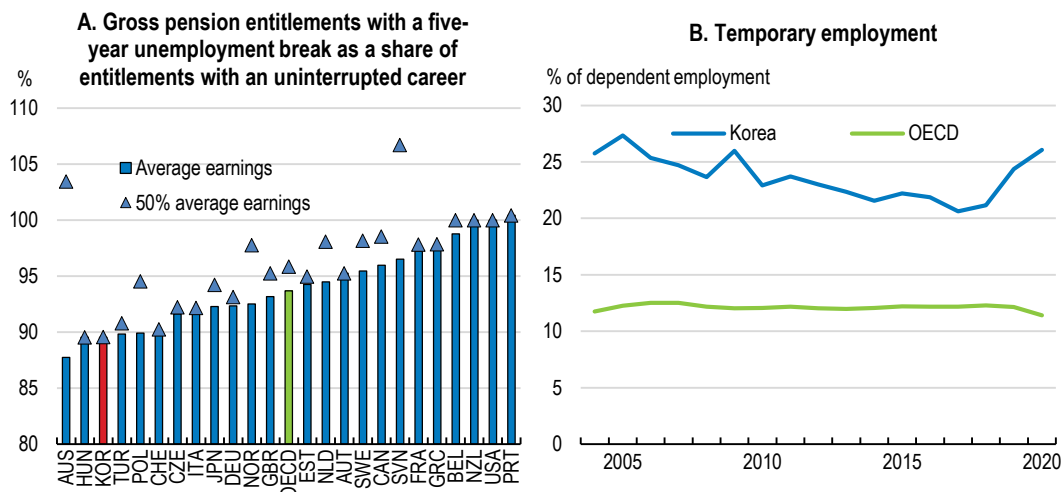 A. Gross pension entitlements with a five-
year unemployment break as a share of
entitlements with an uninterrupted career
%
110
105
100
95
90
85
80
Average earnings
50% average earnings
AUS
HUN
KOR
TUR
POL
CHE
CZE
ITA
JPN
DEU
NOR
GBR
OECD
EST
NLD
AUT
SWE
CAN
SVN
FRA
GRC
BEL
NZL
USA
PRT
B. Temporary employment
% of dependent employment
30
25
20
15
10
5
0
Korea
OECD
2005
2010
2015
2020